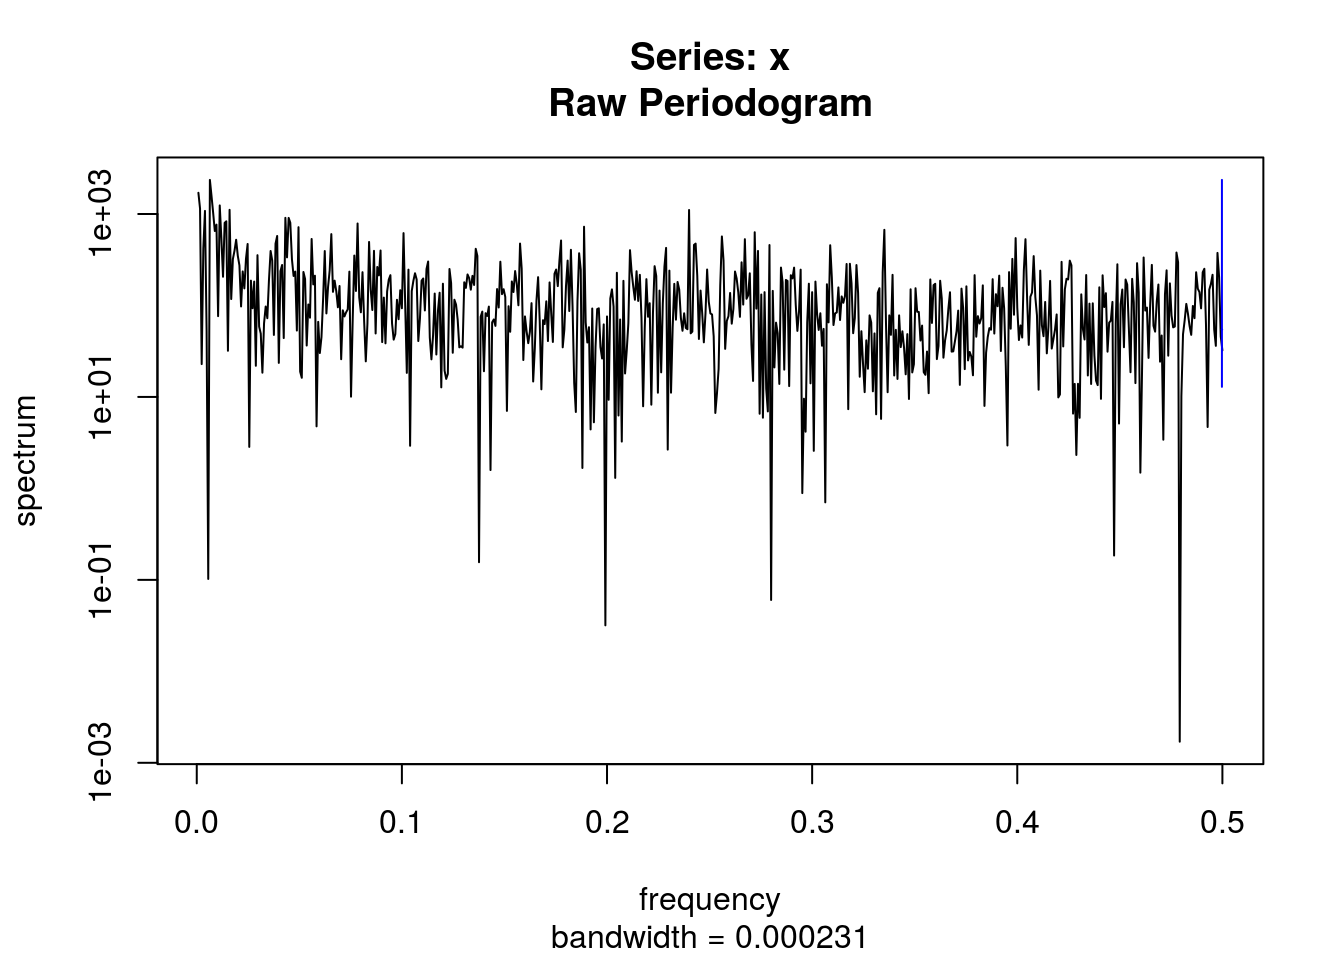 Series: x
Raw Periodogram
spectrum
1e+03
1e+01
1e-01
1e-03
0.0 0.1 0.2 0.3 0.4 0.5
frequency
bandwidth = 0.000231